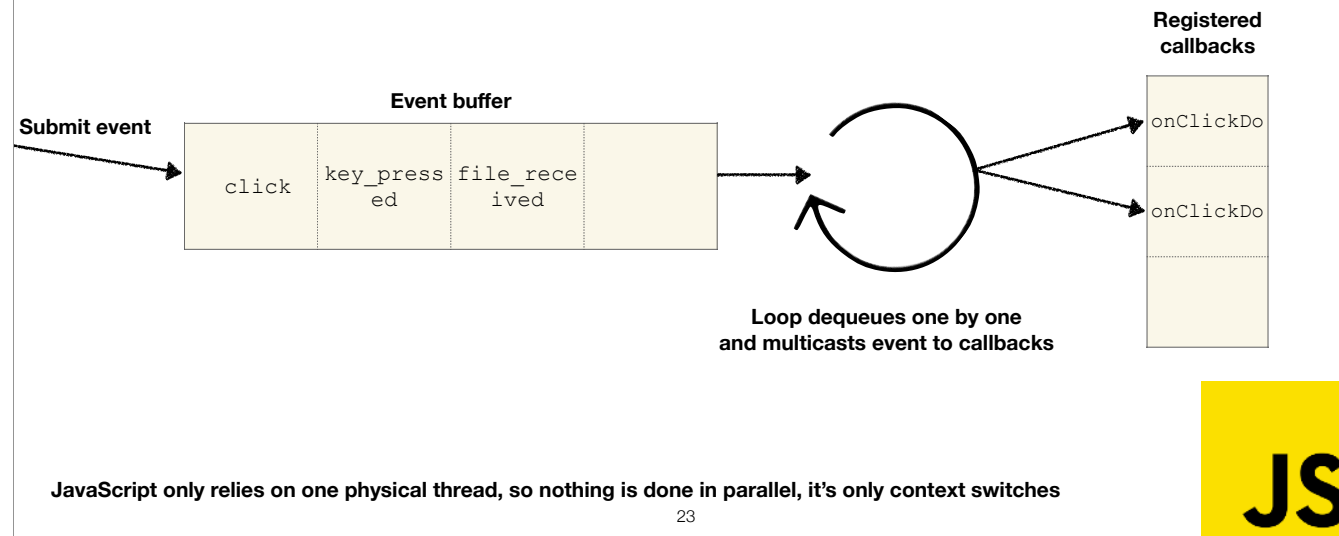 Registered
callbacks
Event buffer
Submit event
click
key_press
ed
file_rece
ived
onClickDo
onClickDo
Loop dequeues one by one
and multicasts event to callbacks
JavaScript only relies on one physical thread, so nothing is done in parallel, it’s only context switches
23
JS